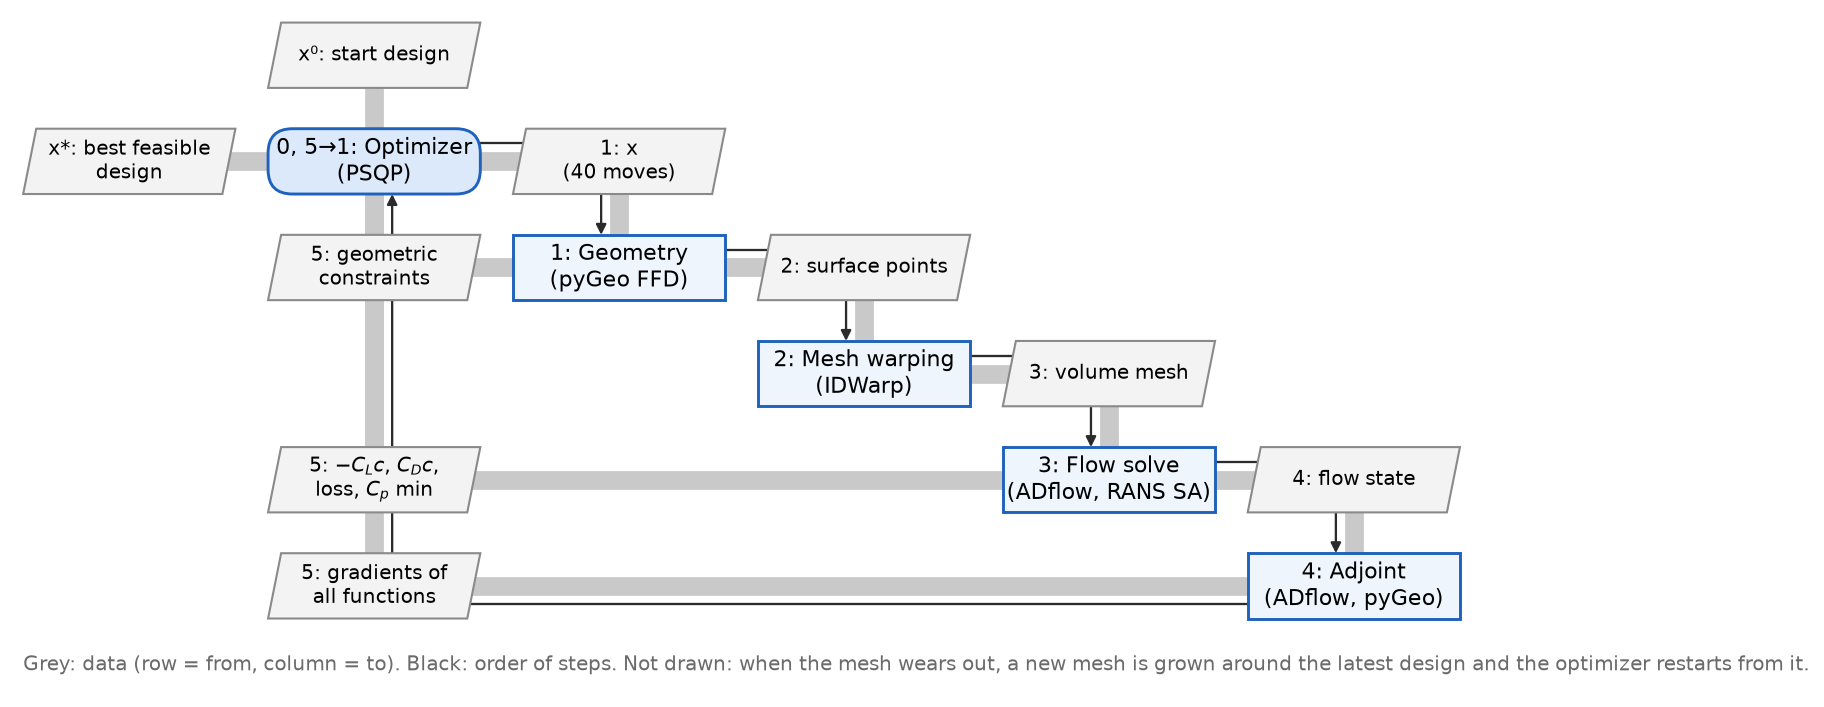 x⁰: start design
x*: best feasible
design
0, 5→1: Optimizer
(PSQP)
1: x
(40 moves)
5: geometric
constraints
1: Geometry
(pyGeo FFD)
2: surface points
2: Mesh warping
(IDWarp)
3: volume mesh
5: −C_Lc, C_Dc,
loss, C_p min
3: Flow solve
(ADflow, RANS SA)
4: flow state
5: gradients of
all functions
4: Adjoint
(ADflow, pyGeo)
Grey: data (row = from, column = to). Black: order of steps. Not drawn: when the mesh wears out, a new mesh is grown around the latest design and the optimizer restarts from it.